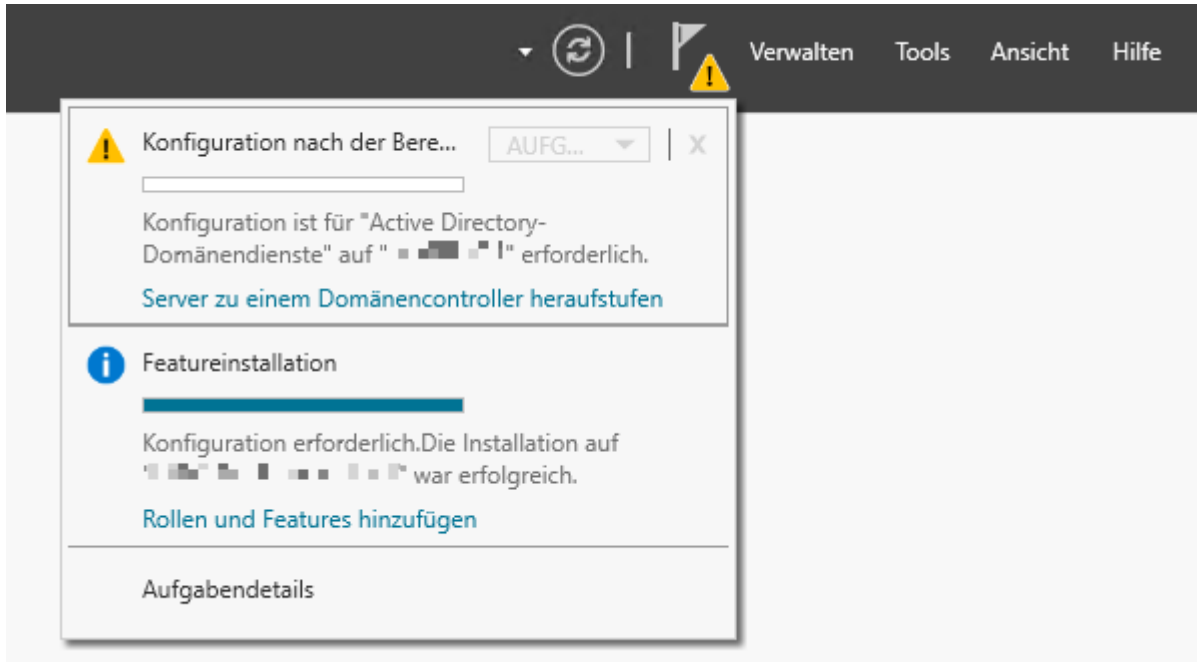 Verwalten Tools Ansicht Hilfe
Konfiguration nach der Bere... AUFG... X
Konfiguration ist für "Active Directory-
Domänendienste" auf " " erforderlich.
Server zu einem Domänencontroller heraufstufen
Featureinstallation
Konfiguration erforderlich.Die Installation auf
" " war erfolgreich.
Rollen und Features hinzufügen
Aufgabendetails